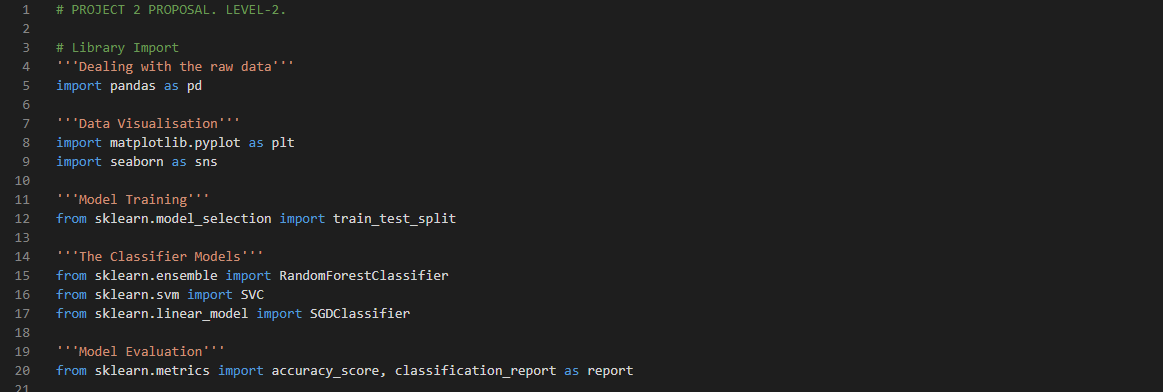 1 # PROJECT 2 PROPOSAL. LEVEL-2.
2
3 # Library Import
4 '''Dealing with the raw data'''
5 import pandas as pd
6
7 '''Data Visualisation'''
8 import matplotlib.pyplot as plt
9 import seaborn as sns
10
11 '''Model Training'''
12 from sklearn.model_selection import train_test_split
13
14 '''The Classifier Models'''
15 from sklearn.ensemble import RandomForestClassifier
16 from sklearn.svm import SVC
17 from sklearn.linear_model import SGDClassifier
18
19 '''Model Evaluation'''
20 from sklearn.metrics import accuracy_score, classification_report as report
21